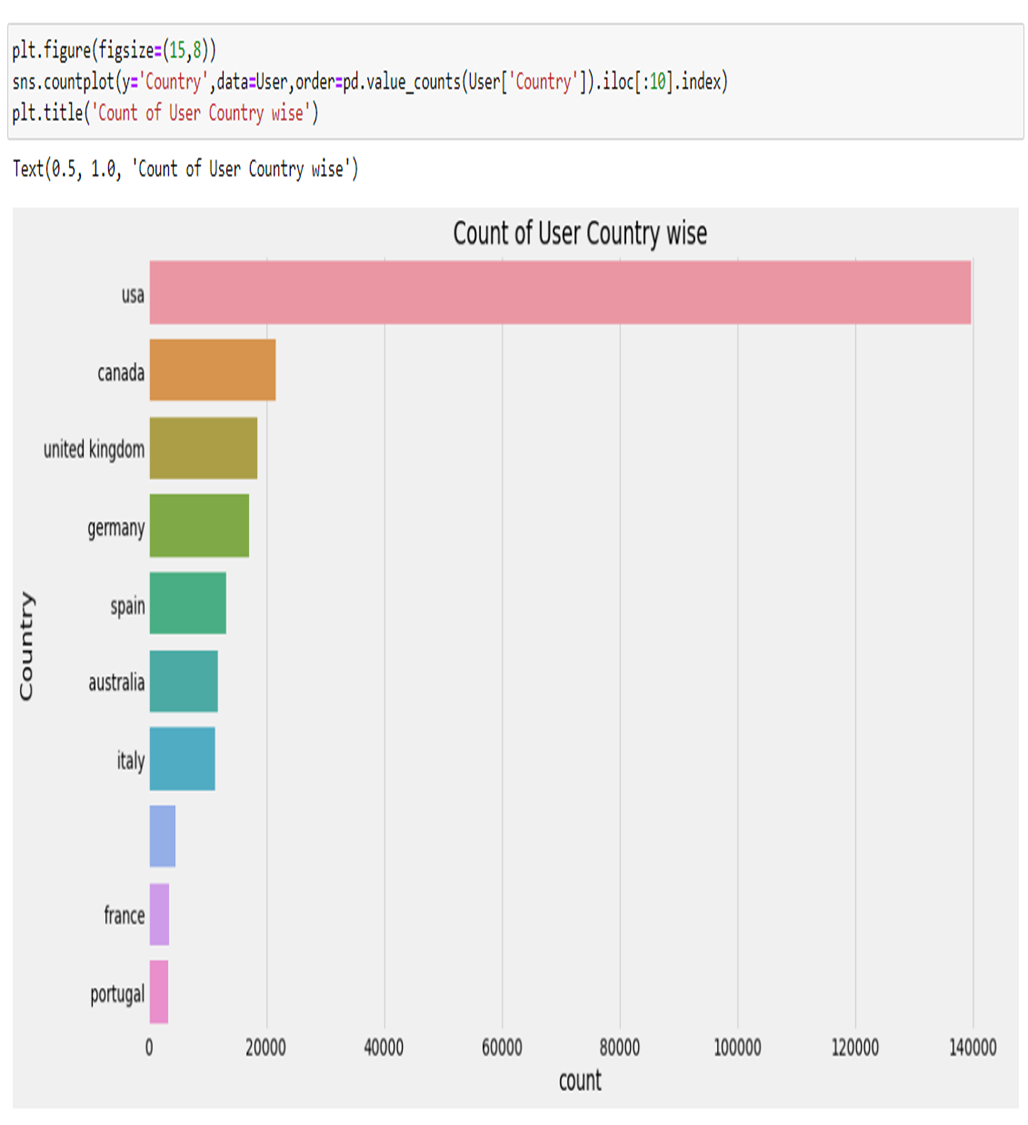 plt.figure(figsize=(15,8))
sns.countplot(y='Country',data=User,order=pd.value_counts(User['Country']).iloc[:10].index)
plt.title('Count of User Country wise')
Text(0.5, 1.0, 'Count of User Country wise')
Count of User Country wise
usa
canada
united kingdom
germany
spain
australia
italy
france
portugal
Country
0 20000 40000 60000 80000 100000 120000 140000
count